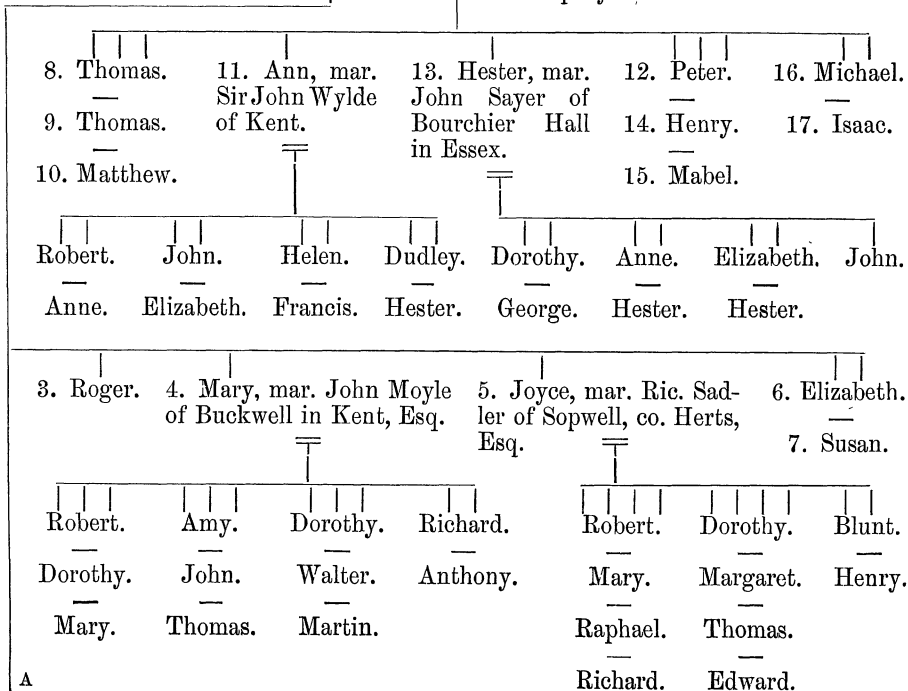 8. Thomas.
—
9. Thomas.
—
10. Matthew.
11. Ann, mar.
Sir John Wylde
of Kent.
13. Hester, mar.
John Sayer of
Bourchier Hall
in Essex.
12. Peter.
—
14. Henry.
—
15. Mabel.
16. Michael.
—
17. Isaac.
Robert. John. Helen. Dudley. Dorothy. Anne. Elizabeth. John.
Anne. Elizabeth. Francis. Hester. George. Hester. Hester.
3. Roger.
4. Mary, mar. John Moyle
of Buckwell in Kent, Esq.
5. Joyce, mar. Ric. Sad-
ler of Sopwell, co. Herts,
Esq.
6. Elizabeth.
—
7. Susan.
Robert. Amy. Dorothy. Richard. Robert. Dorothy. Blunt.
Dorothy. John. Walter. Anthony. Mary. Margaret. Henry.
Mary. Thomas. Martin. Raphael. Thomas.
Richard. Edward.
A